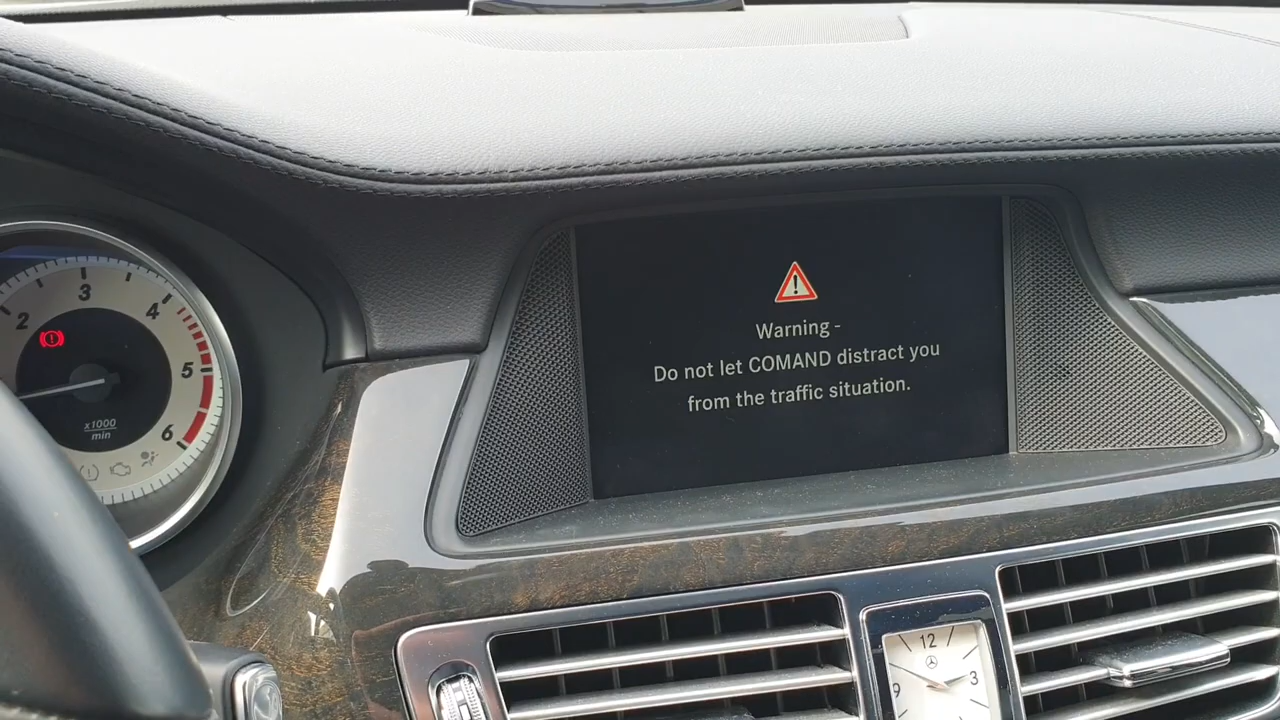 Warning -
Do not let COMAND distract you
from the traffic situation.
2
3
4
5
6
x1000
min
12
9
3